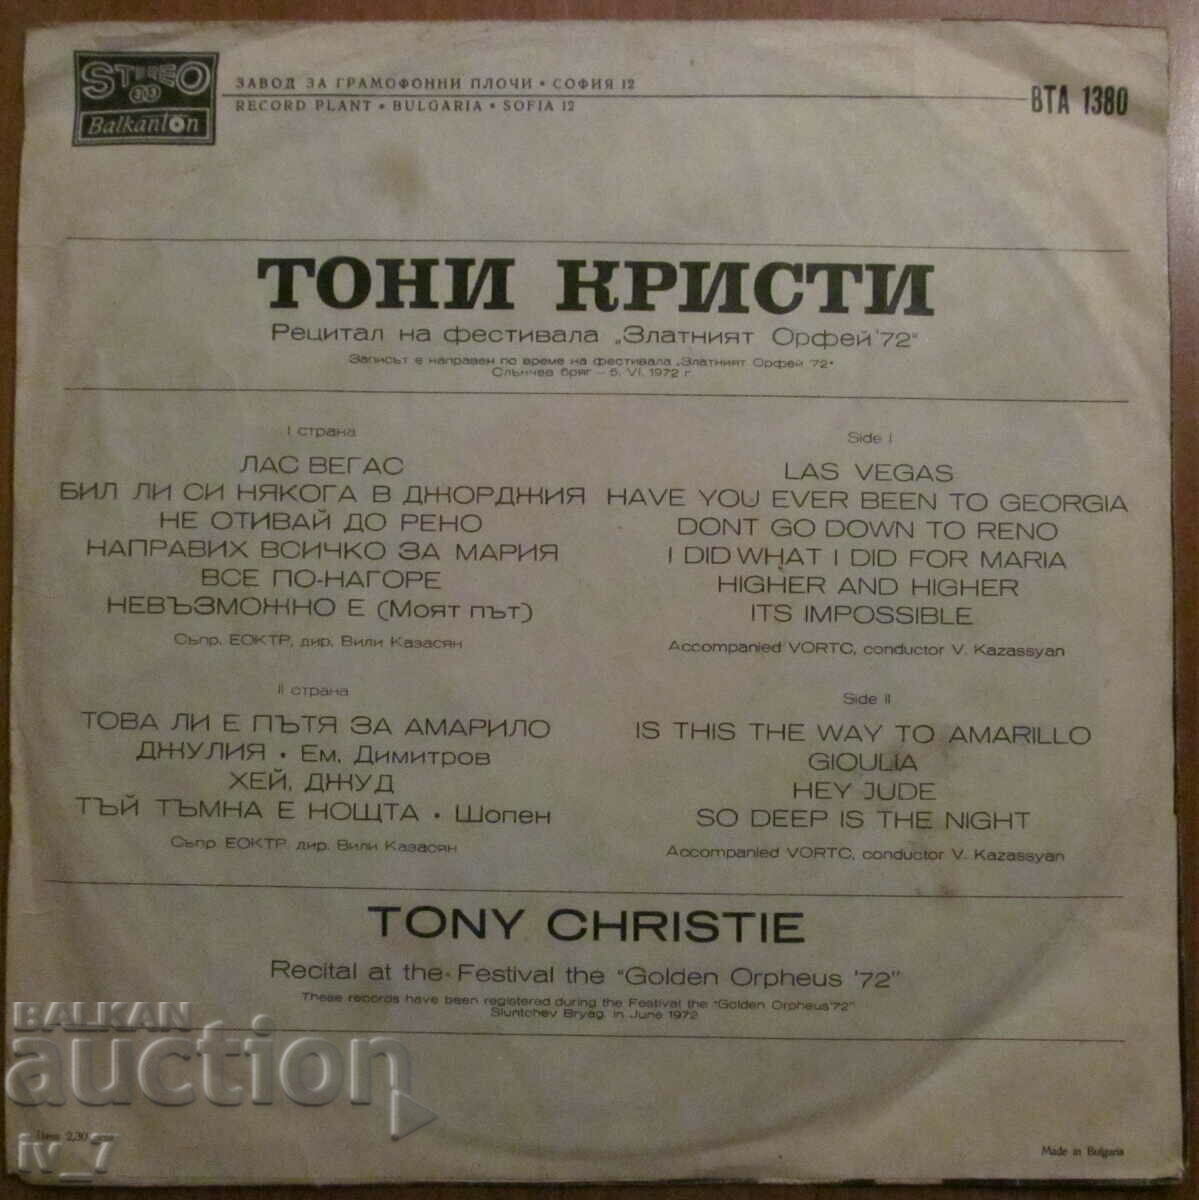 STEREO
Balkanton
ЗАВОД ЗА ГРАМОФОННИ ПЛОЧИ • СОФИЯ 12
RECORD PLANT • BULGARIA • SOFIA 12
ВТА 1380
ТОНИ КРИСТИ
Рецитал на фестивала „Златният Орфей '72"
Записът е направен по време на фестивала „Златният Орфей '72"
Слънчев бряг – 5. VI. 1972 г.
I страна
ЛАС ВЕГАС
БИЛ ЛИ СИ НЯКОГА В ДЖОРДЖИЯ
НЕ ОТИВАЙ ДО РЕНО
НАПРАВИХ ВСИЧКО ЗА МАРИЯ
ВСЕ ПО-НАГОРЕ
НЕВЪЗМОЖНО Е (Моят път)
Съпр. ЕОКТР, дир. Вили Казасян
Side I
LAS VEGAS
HAVE YOU EVER BEEN TO GEORGIA
DONT GO DOWN TO RENO
I DID WHAT I DID FOR MARIA
HIGHER AND HIGHER
ITS IMPOSSIBLE
Accompanied VORTC, conductor V. Kazassyan
II страна
ТОВА ЛИ Е ПЪТЯ ЗА АМАРИЛО
ДЖУЛИЯ • Ем. Димитров
ХЕЙ, ДЖУД
ТЪЙ ТЪМНА Е НОЩТА • Шопен
Съпр. ЕОКТР, дир. Вили Казасян
Side II
IS THIS THE WAY TO AMARILLO
GIOULIA
HEY JUDE
SO DEEP IS THE NIGHT
Accompanied VORTC, conductor V. Kazassyan
TONY CHRISTIE
Recital at the Festival the "Golden Orpheus '72"
These records have been registered during the Festival the "Golden Orpheus'72"
Sluntchev Bryag, in June 1972
BALKAN
auction
Цена 2,30
iv_7
Made in Bulgaria